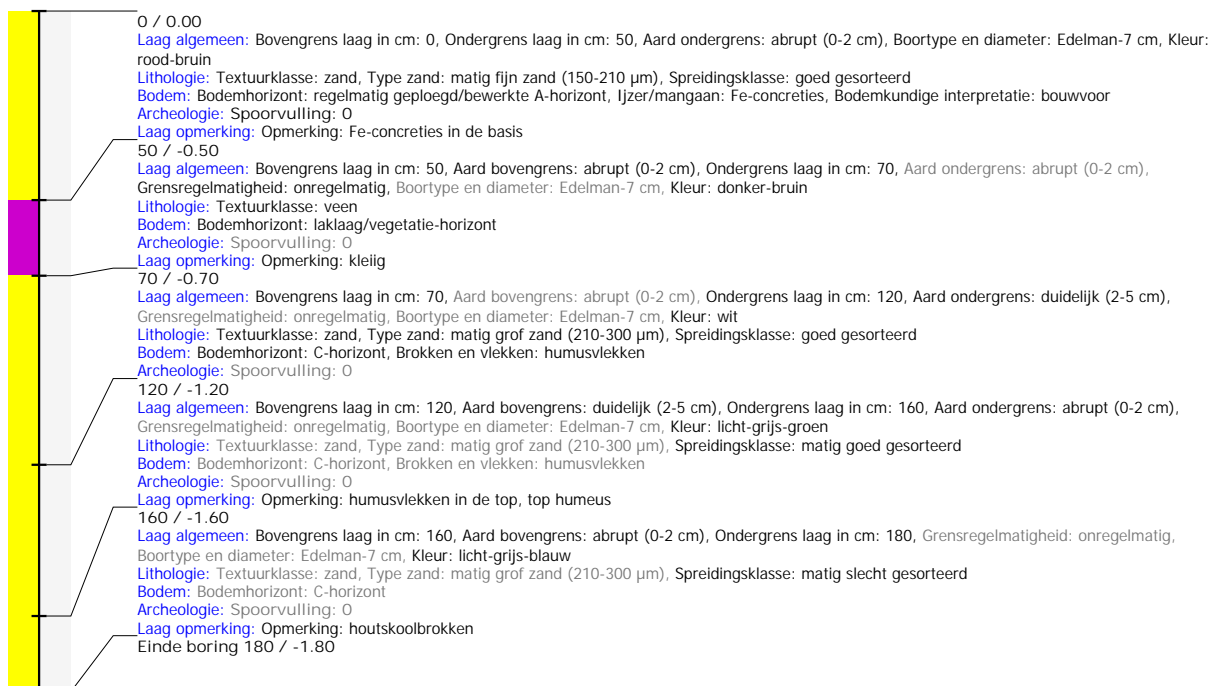 0 / 0.00
Laag algemeen: Bovengrens laag in cm: 0, Ondergrens laag in cm: 50, Aard ondergrens: abrupt (0-2 cm), Boortype en diameter: Edelman-7 cm, Kleur:
rood-bruin
Lithologie: Textuurklasse: zand, Type zand: matig fijn zand (150-210 µm), Spreidingsklasse: goed gesorteerd
Bodem: Bodemhorizont: regelmatig geploegd/bewerkte A-horizont, Ijzer/mangaan: Fe-concreties, Bodemkundige interpretatie: bouwvoor
Archeologie: Spoorvulling: 0
Laag opmerking: Opmerking: Fe-concreties in de basis
50 / -0.50
Laag algemeen: Bovengrens laag in cm: 50, Aard bovengrens: abrupt (0-2 cm), Ondergrens laag in cm: 70, Aard ondergrens: abrupt (0-2 cm),
Grensregelmatigheid: onregelmatig, Boortype en diameter: Edelman-7 cm, Kleur: donker-bruin
Lithologie: Textuurklasse: veen
Bodem: Bodemhorizont: laklaag/vegetatie-horizont
Archeologie: Spoorvulling: 0
Laag opmerking: Opmerking: kleiig
70 / -0.70
Laag algemeen: Bovengrens laag in cm: 70, Aard bovengrens: abrupt (0-2 cm), Ondergrens laag in cm: 120, Aard ondergrens: duidelijk (2-5 cm),
Grensregelmatigheid: onregelmatig, Boortype en diameter: Edelman-7 cm, Kleur: wit
Lithologie: Textuurklasse: zand, Type zand: matig grof zand (210-300 µm), Spreidingsklasse: goed gesorteerd
Bodem: Bodemhorizont: C-horizont, Brokken en vlekken: humusvlekken
Archeologie: Spoorvulling: 0
120 / -1.20
Laag algemeen: Bovengrens laag in cm: 120, Aard bovengrens: duidelijk (2-5 cm), Ondergrens laag in cm: 160, Aard ondergrens: abrupt (0-2 cm),
Grensregelmatigheid: onregelmatig, Boortype en diameter: Edelman-7 cm, Kleur: licht-grijs-groen
Lithologie: Textuurklasse: zand, Type zand: matig grof zand (210-300 µm), Spreidingsklasse: matig goed gesorteerd
Bodem: Bodemhorizont: C-horizont, Brokken en vlekken: humusvlekken
Archeologie: Spoorvulling: 0
Laag opmerking: Opmerking: humusvlekken in de top, top humeus
160 / -1.60
Laag algemeen: Bovengrens laag in cm: 160, Aard bovengrens: abrupt (0-2 cm), Ondergrens laag in cm: 180, Grensregelmatigheid: onregelmatig,
Boortype en diameter: Edelman-7 cm, Kleur: licht-grijs-blauw
Lithologie: Textuurklasse: zand, Type zand: matig grof zand (210-300 µm), Spreidingsklasse: matig slecht gesorteerd
Bodem: Bodemhorizont: C-horizont
Archeologie: Spoorvulling: 0
Laag opmerking: Opmerking: houtskoolbrokken
Einde boring 180 / -1.80